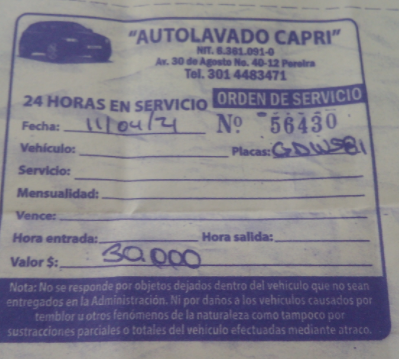 "AUTOLAVADO CAPRI"
NIT. 6.381.091-0
Av. 30 de Agosto No. 40-12 Pereira
Tel. 301 4483471
24 HORAS EN SERVICIO ORDEN DE SERVICIO
Fecha: 11/04/21 Nº 56430
Vehículo: Placas: GDW581
Servicio:
Mensualidad:
Vence:
Hora entrada: Hora salida:
Valor $: 30.000
Nota: No se responde por objetos dejados dentro del vehiculo que no sean
entregados en la Administración. Ni por daños a los vehículos causados por
temblor u otros fenómenos de la naturaleza como tampoco por
sustracciones parciales o totales del vehículo efectuadas mediante atraco.